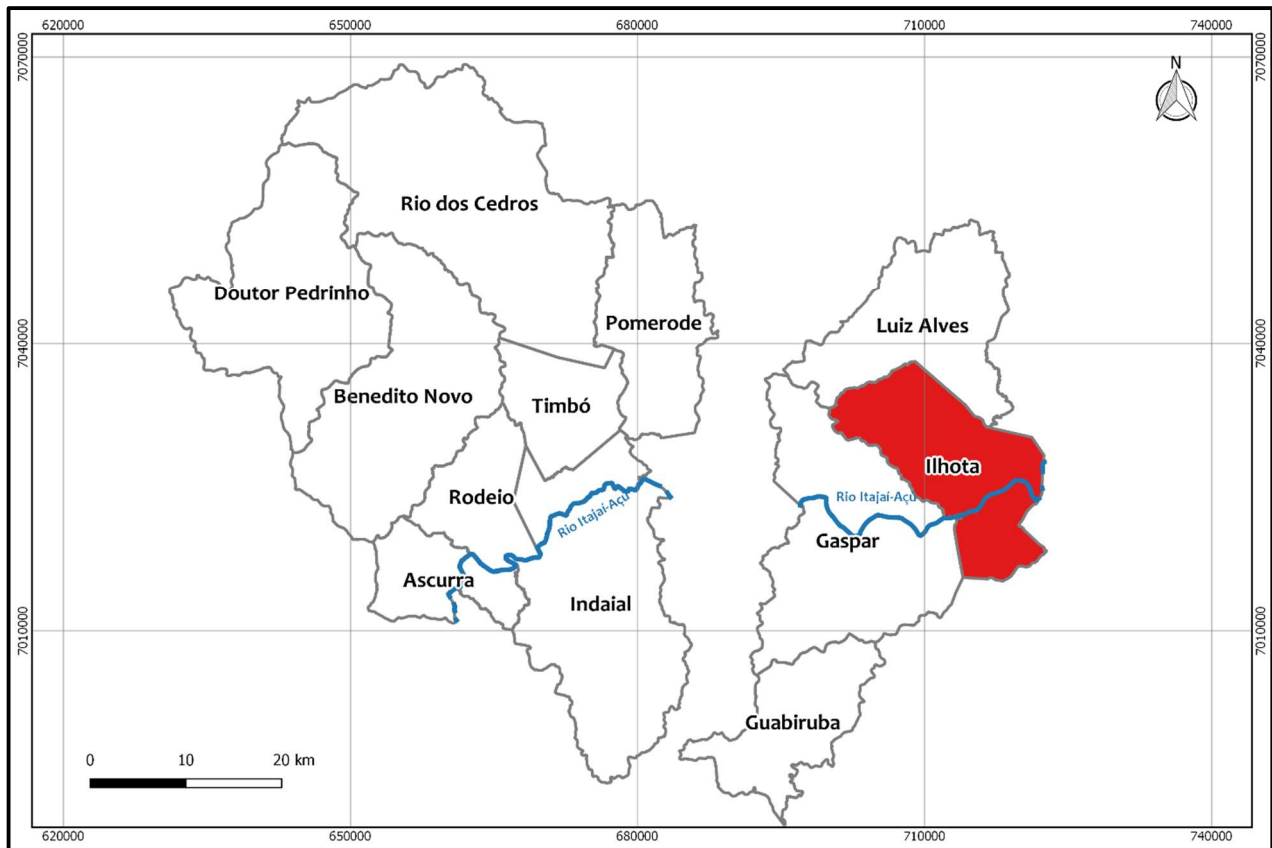 620000
650000
680000
710000
740000
7070000
7070000
N
Rio dos Cedros
Doutor Pedrinho
Pomerode
Luiz Alves
7040000
7040000
Benedito Novo
Timbó
Ilhota
Rodeio
Rio Itajaí-Açu
Rio Itajaí-Açu
Gaspar
Ascurra
Indaial
7010000
7010000
Guabiruba
0 10 20 km
620000
650000
680000
710000
740000